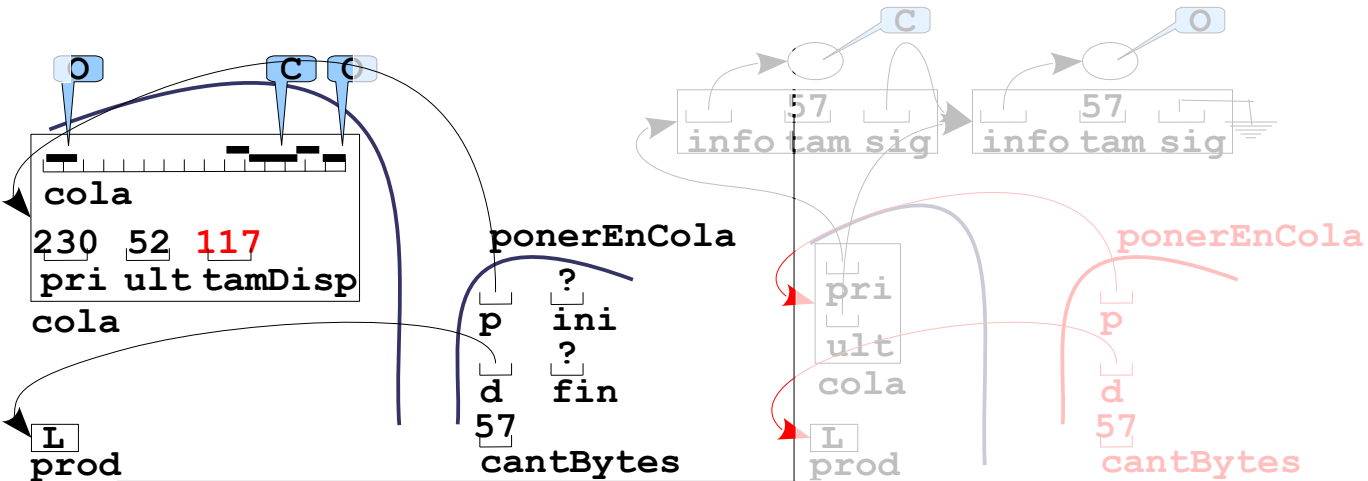 O C O
cola
230 52 117
pri ult tamDisp
cola
ponerEnCola
? 
p ini
?
d fin
57
cantBytes
L
prod
C
57
info tam sig
O
57
info tam sig
pri
ult
cola
ponerEnCola
p
d
57
cantBytes
L
prod